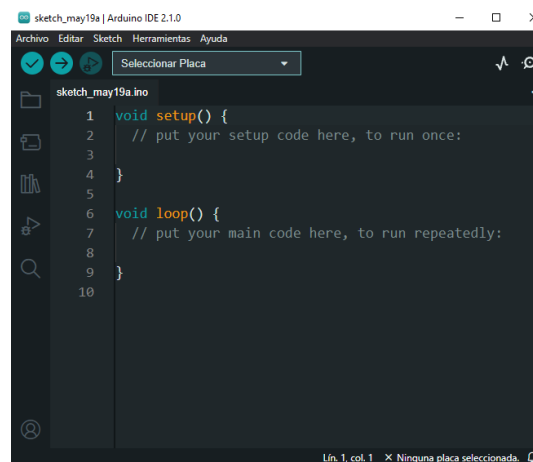 sketch_may19a | Arduino IDE 2.1.0
Archivo Editar Sketch Herramientas Ayuda
Seleccionar Placa
sketch_may19a.ino
1 void setup() {
2 // put your setup code here, to run once:
3
4 }
5
6 void loop() {
7 // put your main code here, to run repeatedly:
8
9 }
10
Lín. 1, col. 1 × Ninguna placa seleccionada.